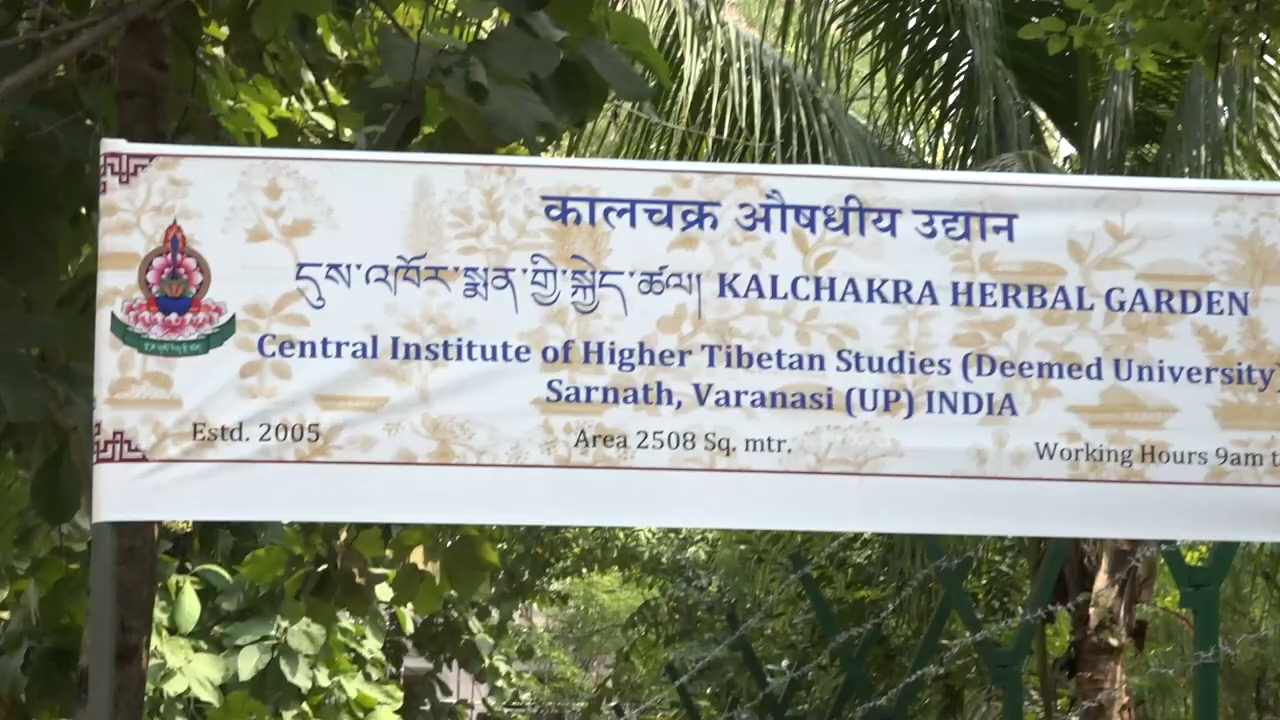 कालचक्र औषधीय उद्यान
དུས་འཁོར་སྨན་གྱི་སྐྱེད་ཚལ། KALCHAKRA HERBAL GARDEN
Central Institute of Higher Tibetan Studies (Deemed University)
Sarnath, Varanasi (UP) INDIA
Estd. 2005 Area 2508 Sq. mtr. Working Hours 9am t